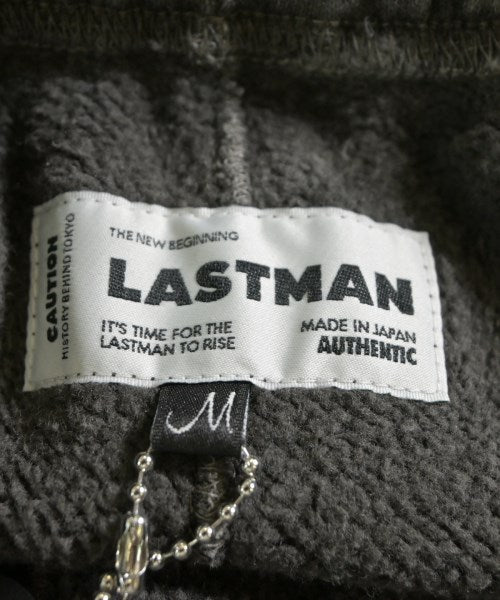 CAUTION
HISTORY BEHIND TOKYO
THE NEW BEGINNING
LASTMAN
IT'S TIME FOR THE
LASTMAN TO RISE
MADE IN JAPAN
AUTHENTIC
M